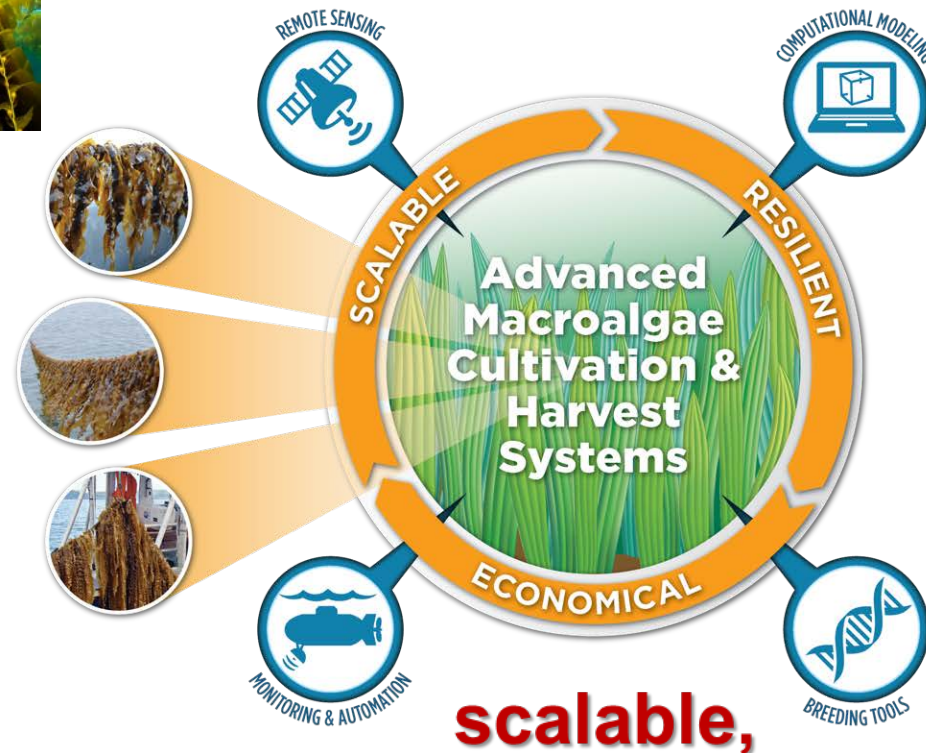 REMOTE SENSING
COMPUTATIONAL MODELING
SCALABLE
RESILIENT
Advanced
Macroalgae
Cultivation &
Harvest
Systems
ECONOMICAL
MONITORING & AUTOMATION
BREEDING TOOLS
scalable,